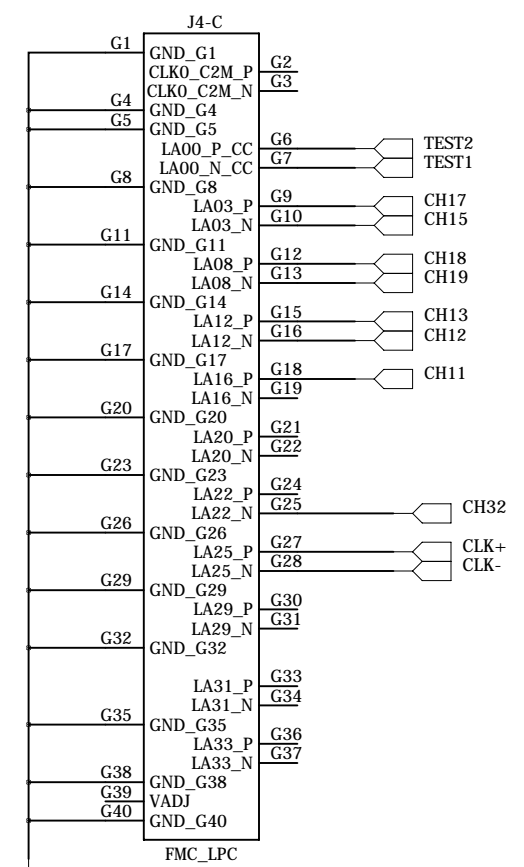 J4-C
G1 GND_G1
CLK0_C2M_P G2
CLK0_C2M_N G3
G4 GND_G4
G5 GND_G5
LA00_P_CC G6 TEST2
LA00_N_CC G7 TEST1
G8 GND_G8
LA03_P G9 CH17
LA03_N G10 CH15
G11 GND_G11
LA08_P G12 CH18
LA08_N G13 CH19
G14 GND_G14
LA12_P G15 CH13
LA12_N G16 CH12
G17 GND_G17
LA16_P G18 CH11
LA16_N G19
G20 GND_G20
LA20_P G21
LA20_N G22
G23 GND_G23
LA22_P G24
LA22_N G25 CH32
G26 GND_G26
LA25_P G27 CLK+
LA25_N G28 CLK-
G29 GND_G29
LA29_P G30
LA29_N G31
G32 GND_G32
LA31_P G33
LA31_N G34
G35 GND_G35
LA33_P G36
LA33_N G37
G38 GND_G38
G39 VADJ
G40 GND_G40
FMC_LPC